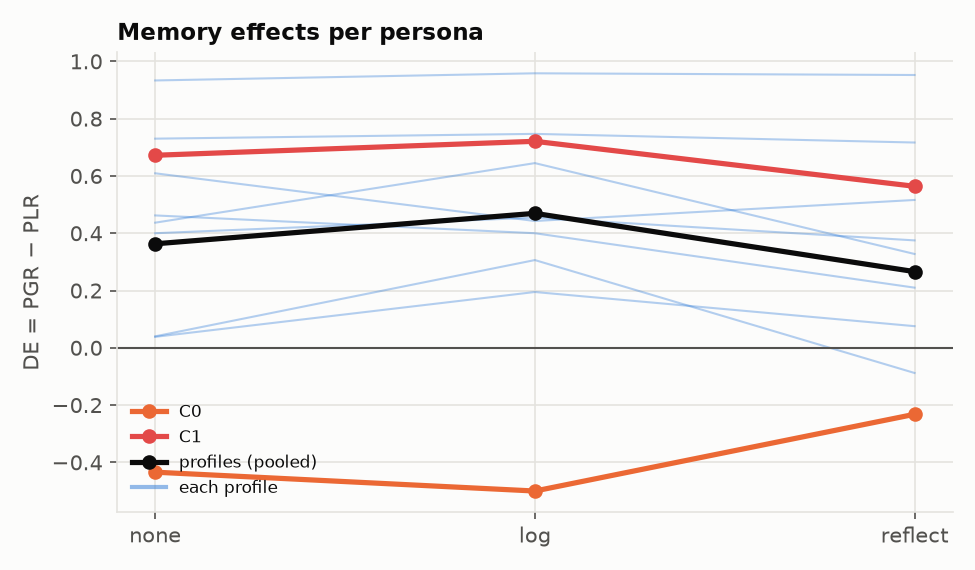 Memory effects per persona
DE = PGR − PLR
1.0
0.8
0.6
0.4
0.2
0.0
−0.2
−0.4
C0
C1
profiles (pooled)
each profile
none
log
reflect